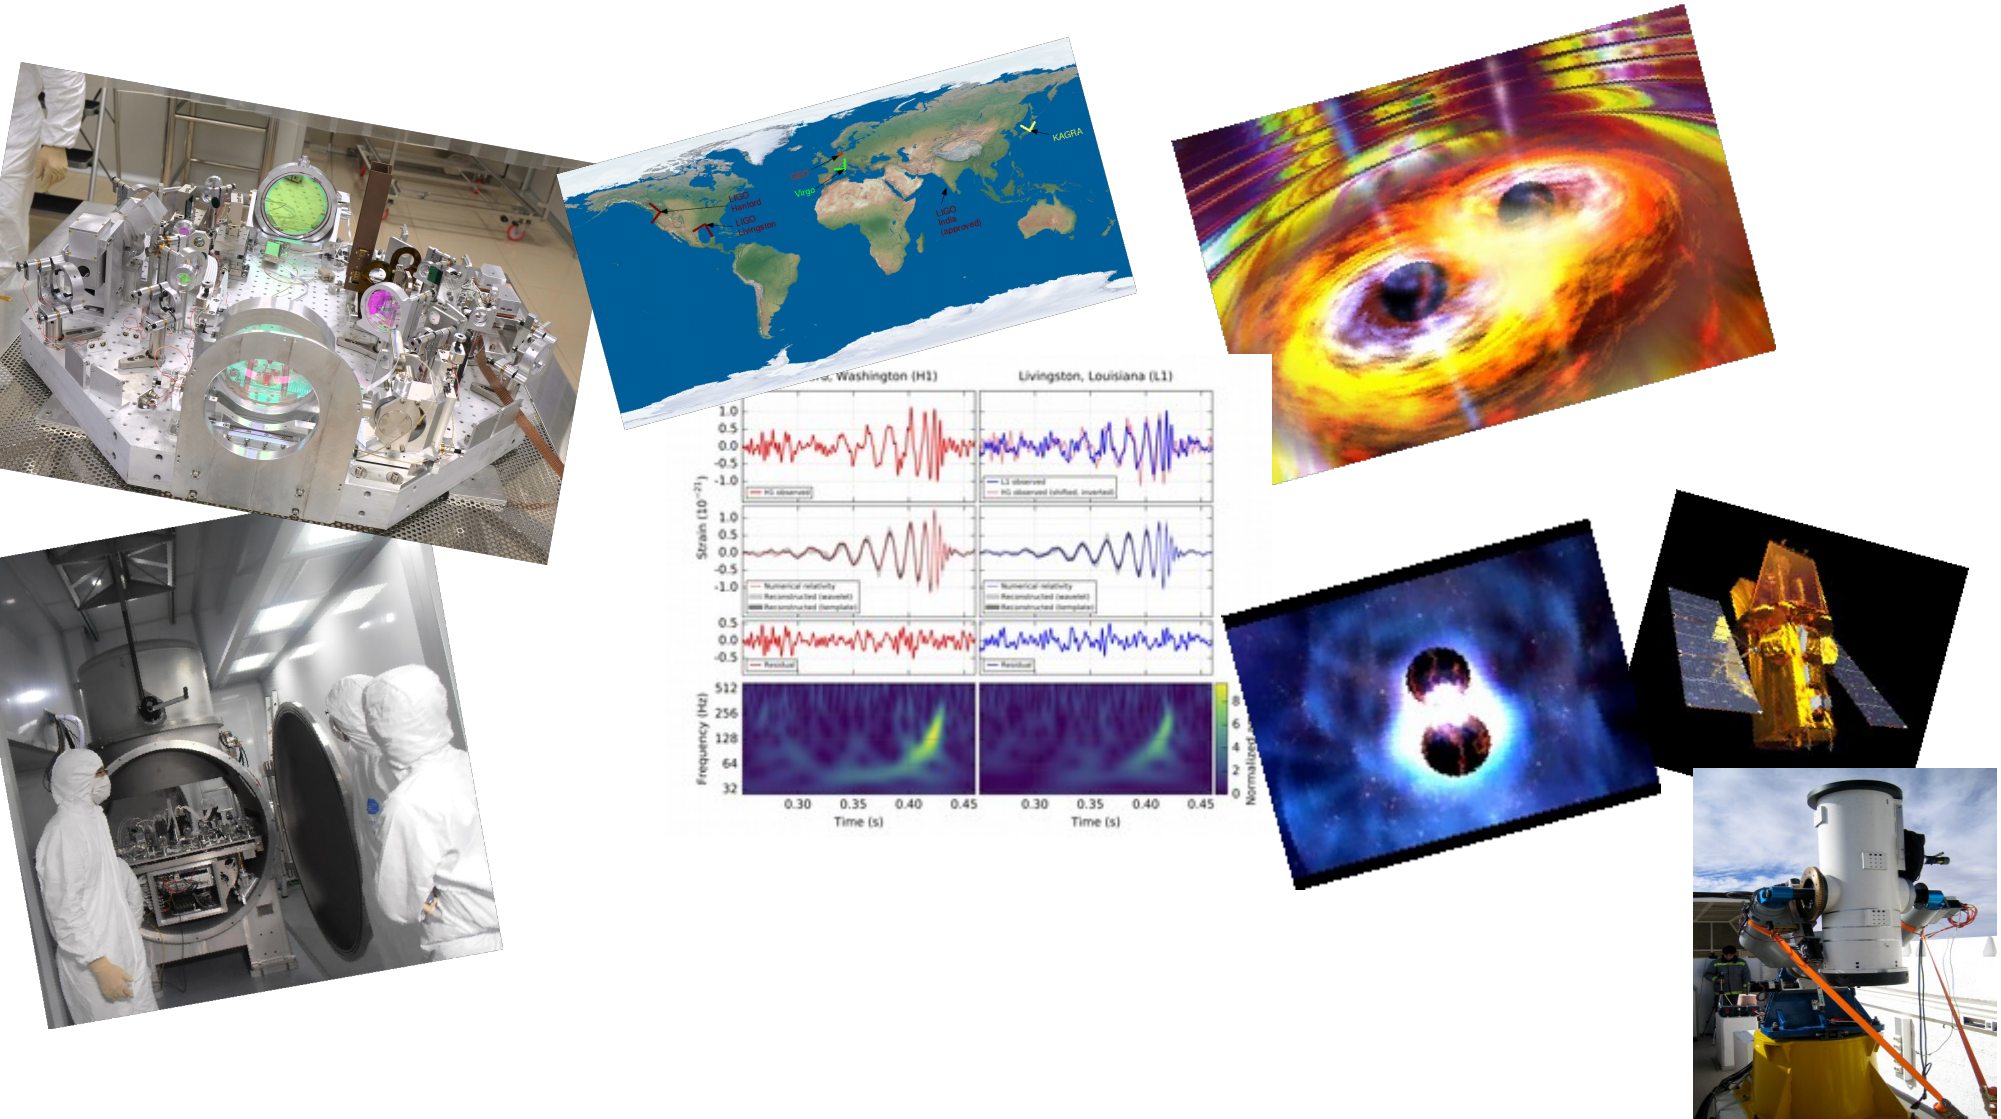 KAGRA
Virgo
LIGO
Hanford
LIGO
Livingston
LIGO
India
(approved)
, Washington (H1)
Livingston, Louisiana (L1)
Strain (10⁻²¹)
1.0
0.5
0.0
-0.5
-1.0
H1 observed
L1 observed
H1 observed (shifted, inverted)
1.0
0.5
0.0
-0.5
-1.0
Numerical relativity
Reconstructed (wavelet)
Reconstructed (template)
Numerical relativity
Reconstructed (wavelet)
Reconstructed (template)
0.5
0.0
-0.5
Residual
Residual
Frequency (Hz)
512
256
128
64
32
8
6
4
2
0
Normalized
0.30 0.35 0.40 0.45
0.30 0.35 0.40 0.45
Time (s)
Time (s)